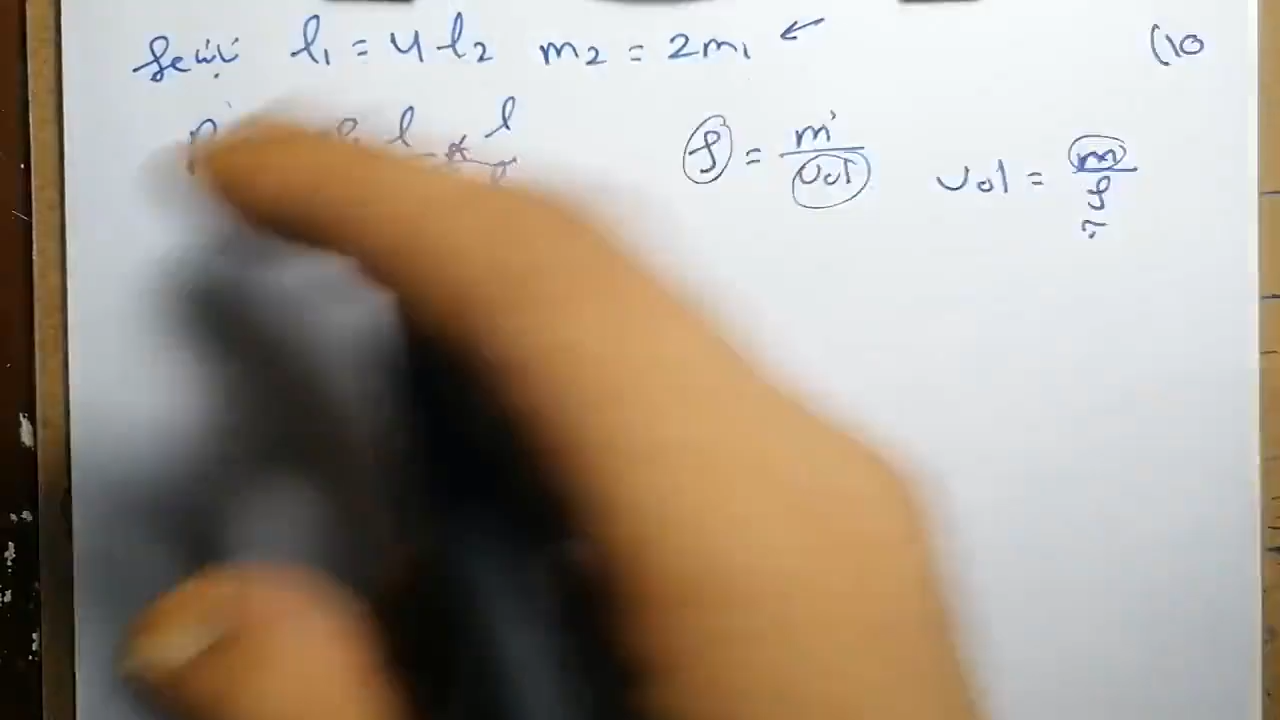 l₁ = 4 l₂ m₂ = 2m₁ ← (10
l × l ρ = m / vol vol = m / ρ